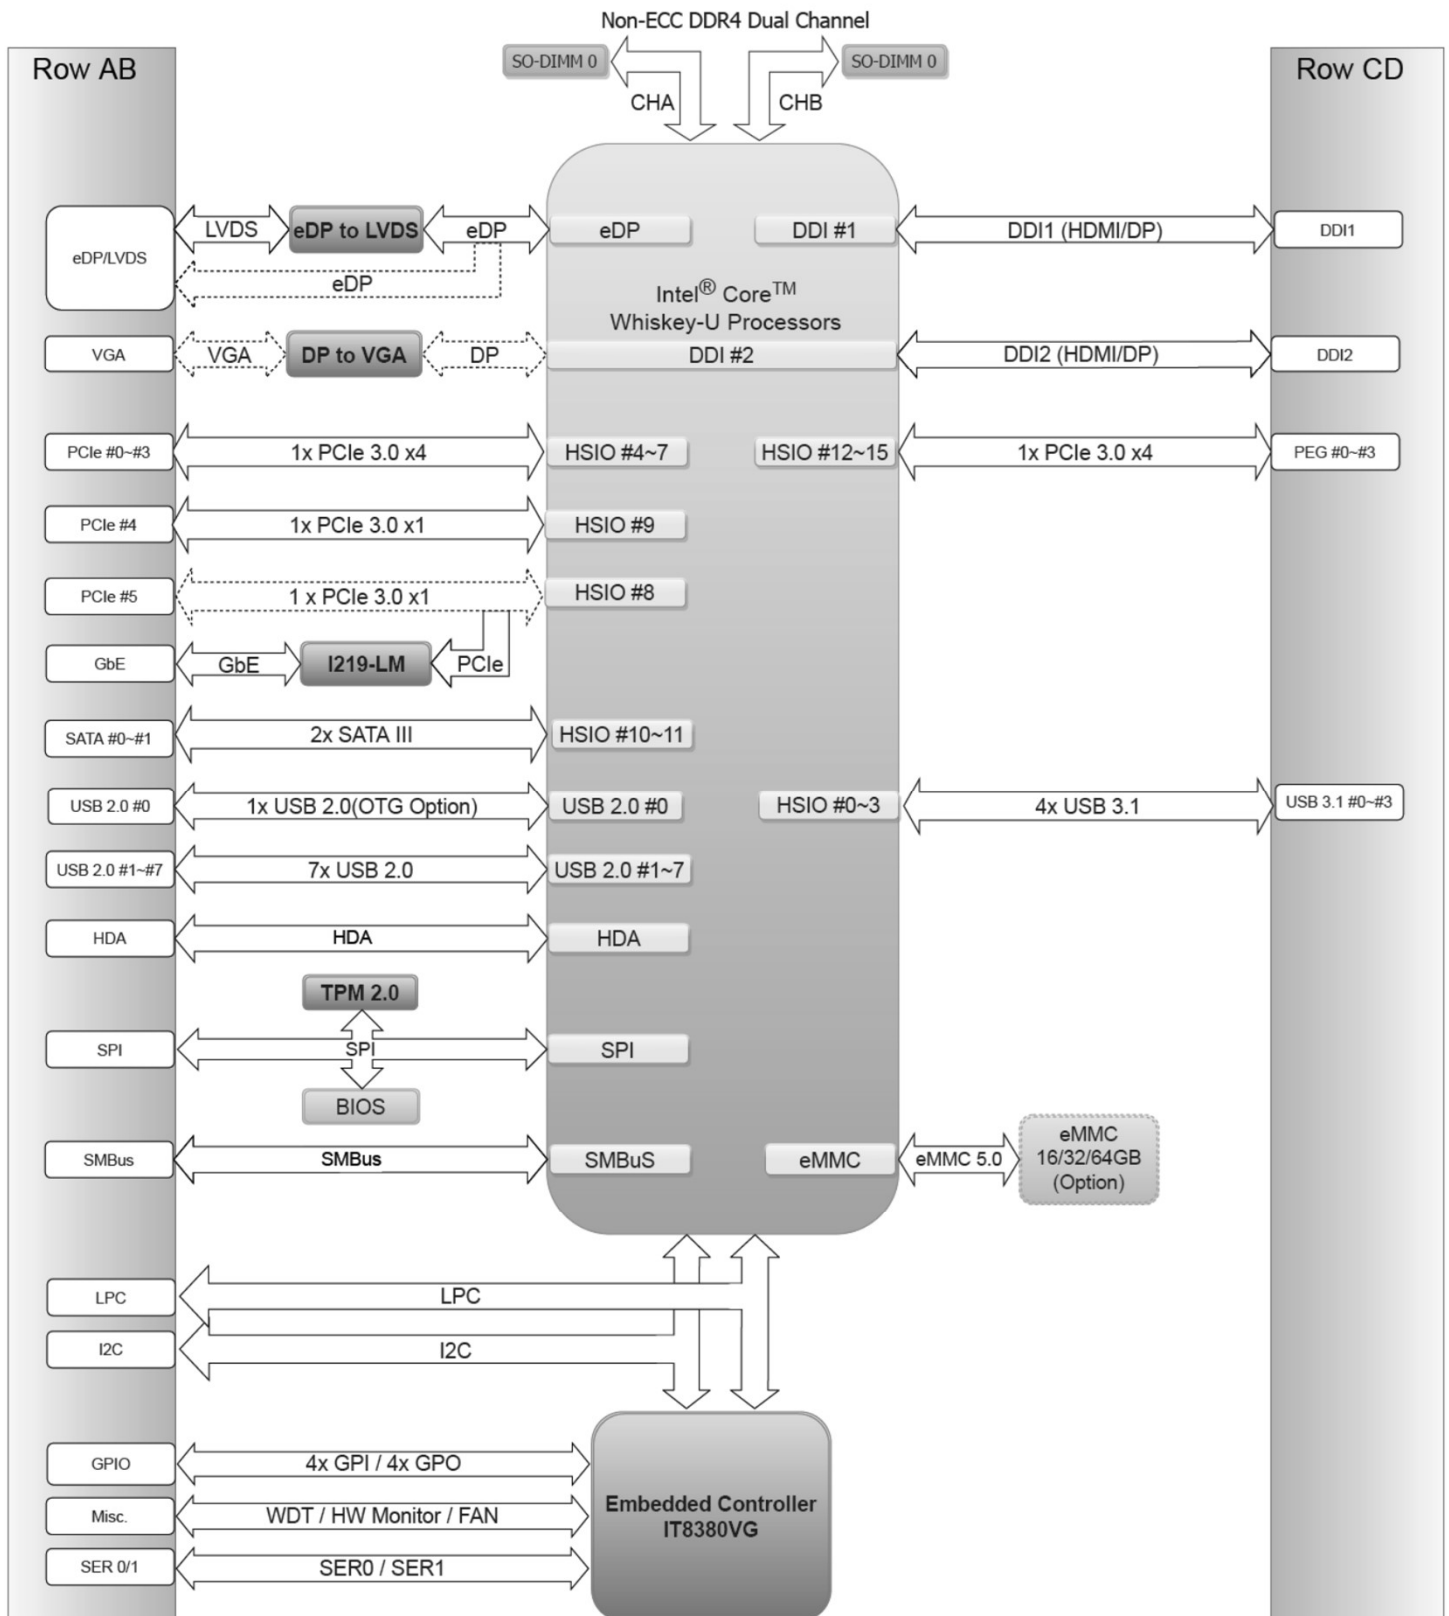 Non-ECC DDR4 Dual Channel
Row AB
SO-DIMM 0
SO-DIMM 0
Row CD
CHA
CHB
eDP/LVDS
LVDS
eDP to LVDS
eDP
eDP
DDI #1
DDI1 (HDMI/DP)
DDI1
eDP
Intel® Core™
Whiskey-U Processors
VGA
VGA
DP to VGA
DP
DDI #2
DDI2 (HDMI/DP)
DDI2
PCIe #0~#3
1x PCIe 3.0 x4
HSIO #4~7
HSIO #12~15
1x PCIe 3.0 x4
PEG #0~#3
PCIe #4
1x PCIe 3.0 x1
HSIO #9
PCIe #5
1 x PCIe 3.0 x1
HSIO #8
GbE
GbE
I219-LM
PCIe
SATA #0~#1
2x SATA III
HSIO #10~11
USB 2.0 #0
1x USB 2.0(OTG Option)
USB 2.0 #0
HSIO #0~3
4x USB 3.1
USB 3.1 #0~#3
USB 2.0 #1~#7
7x USB 2.0
USB 2.0 #1~7
HDA
HDA
HDA
TPM 2.0
SPI
SPI
SPI
BIOS
SMBus
SMBus
SMBuS
eMMC
eMMC 5.0
eMMC
16/32/64GB
(Option)
LPC
LPC
I2C
I2C
GPIO
4x GPI / 4x GPO
Misc.
WDT / HW Monitor / FAN
Embedded Controller
IT8380VG
SER 0/1
SER0 / SER1